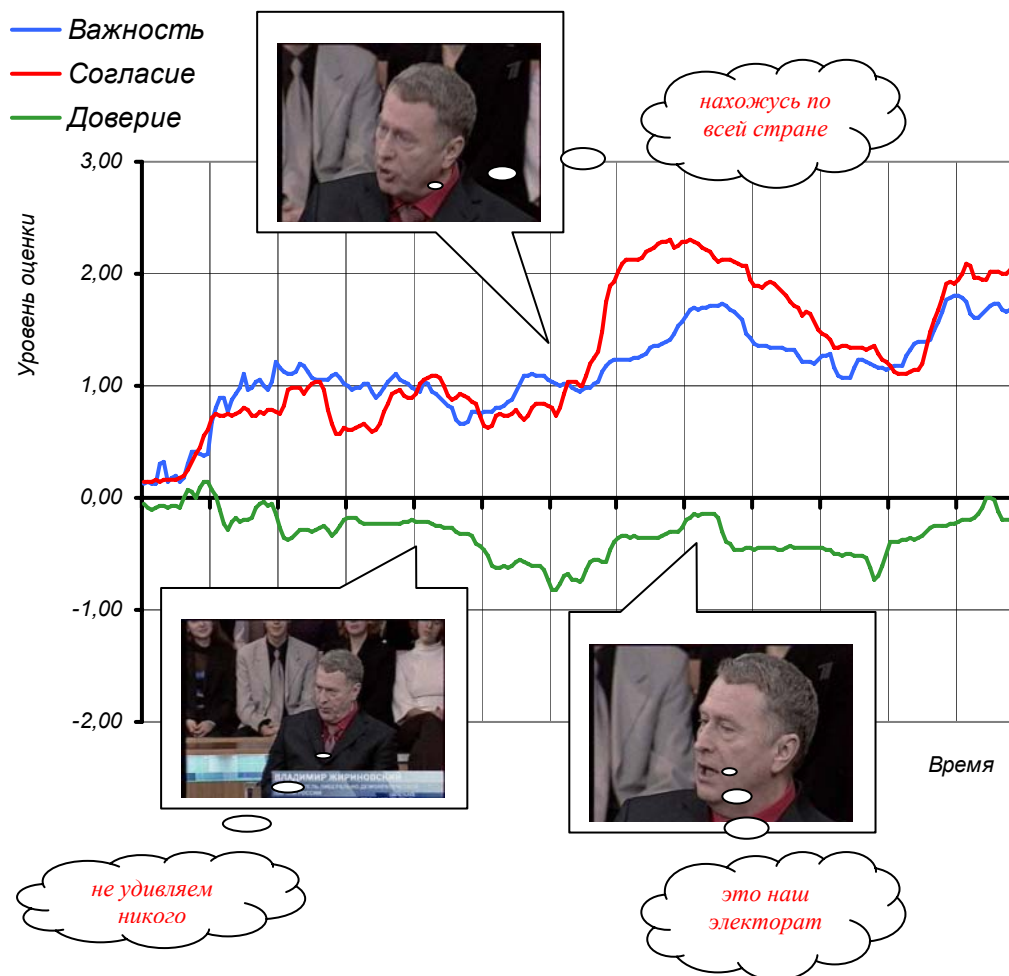 Важность
Согласие
Доверие
нахожусь по
всей стране
3,00
2,00
1,00
0,00
-1,00
-2,00
Уровень оценки
Время
ВЛАДИМИР ЖИРИНОВСКИЙ
не удивляем
никого
это наш
электорат